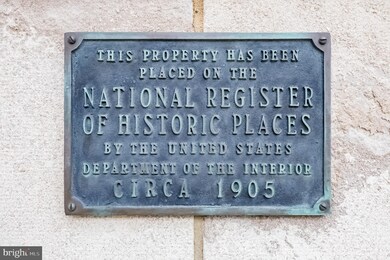 THIS PROPERTY HAS BEEN
PLACED ON THE
NATIONAL REGISTER
OF HISTORIC PLACES
BY THE UNITED STATES
DEPARTMENT OF THE INTERIOR
CIRCA 1905
bright MLS